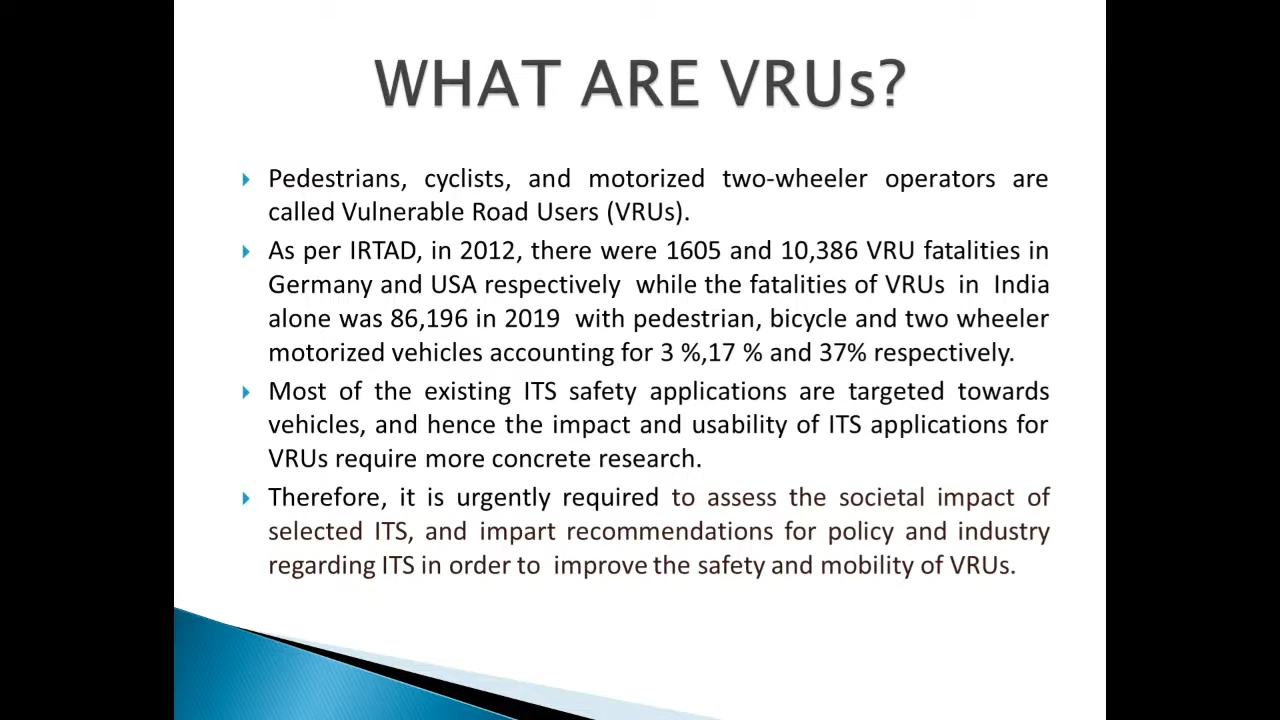 WHAT ARE VRUs?
Pedestrians, cyclists, and motorized two-wheeler operators are
called Vulnerable Road Users (VRUs).
As per IRTAD, in 2012, there were 1605 and 10,386 VRU fatalities in
Germany and USA respectively while the fatalities of VRUs in India
alone was 86,196 in 2019 with pedestrian, bicycle and two wheeler
motorized vehicles accounting for 3 %,17 % and 37% respectively.
Most of the existing ITS safety applications are targeted towards
vehicles, and hence the impact and usability of ITS applications for
VRUs require more concrete research.
Therefore, it is urgently required to assess the societal impact of
selected ITS, and impart recommendations for policy and industry
regarding ITS in order to improve the safety and mobility of VRUs.